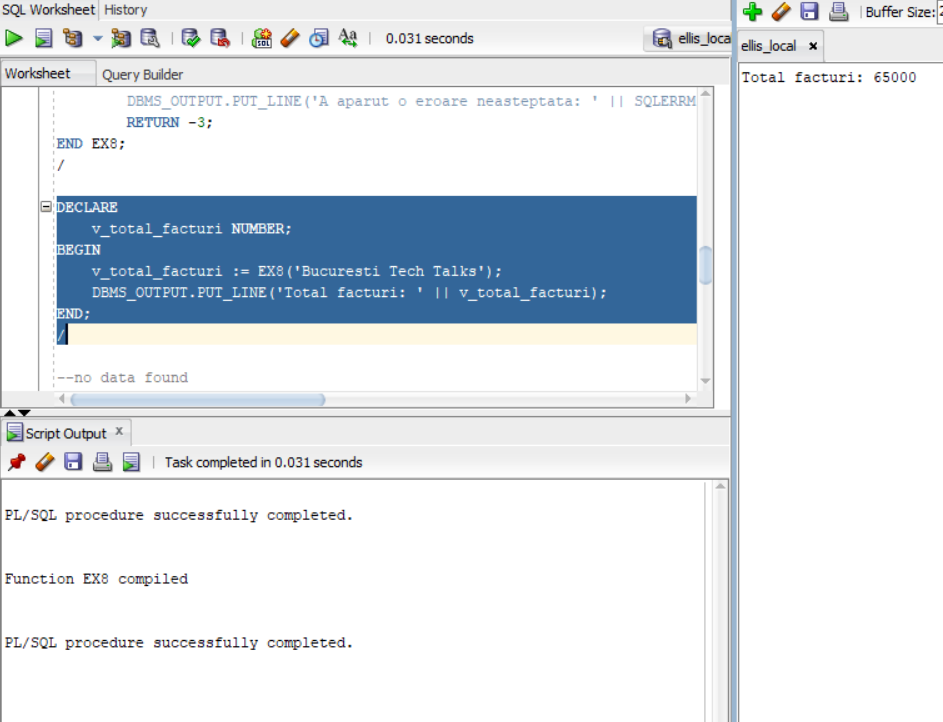 SQL Worksheet History
0.031 seconds
ellis_loca
Worksheet Query Builder
DBMS_OUTPUT.PUT_LINE('A aparut o eroare neasteptata: ' || SQLERRM
RETURN -3;
END EX8;
/
DECLARE
v_total_facturi NUMBER;
BEGIN
v_total_facturi := EX8('Bucuresti Tech Talks');
DBMS_OUTPUT.PUT_LINE('Total facturi: ' || v_total_facturi);
END;
/
--no data found
Script Output x
Task completed in 0.031 seconds
PL/SQL procedure successfully completed.
Function EX8 compiled
PL/SQL procedure successfully completed.
Buffer Size: 2
ellis_local x
Total facturi: 65000